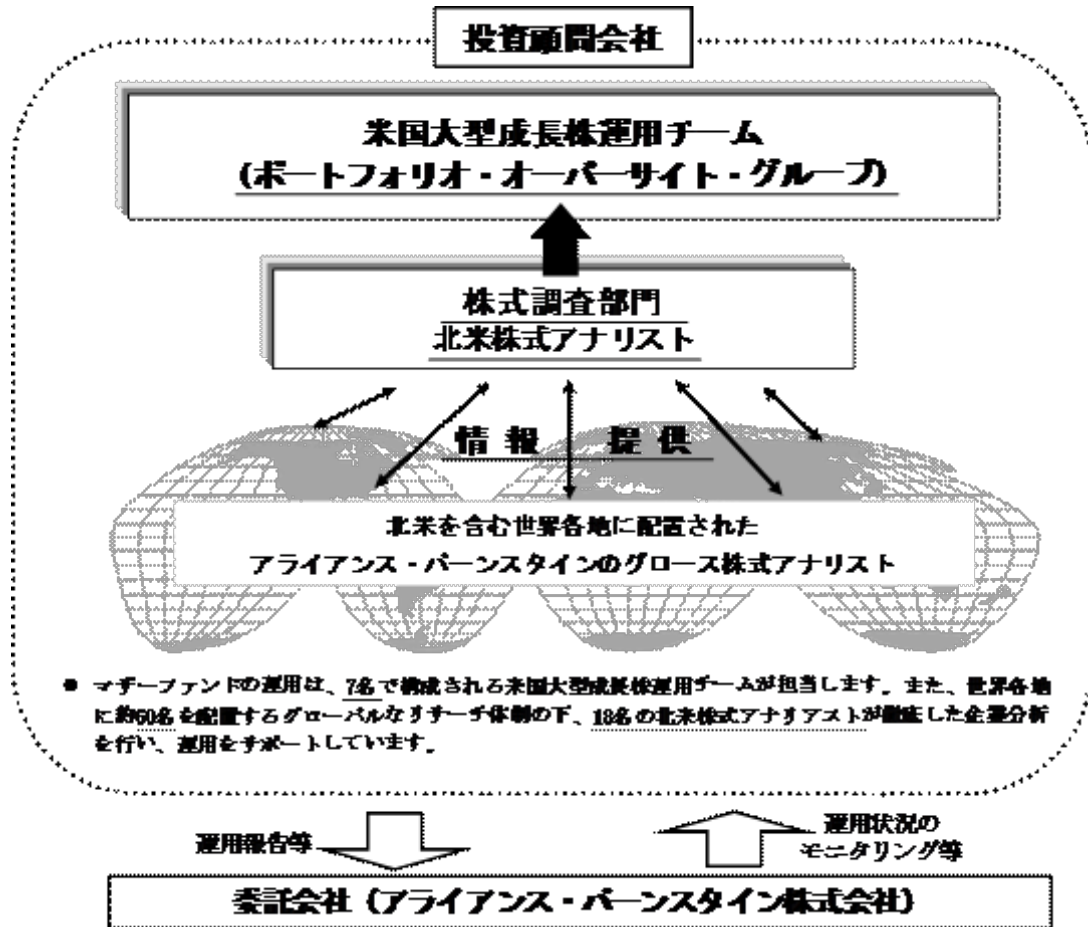 投資顧問会社
米国大型成長株運用チーム
(ポートフォリオ・オーバーサイト・グループ)
株式調査部門
北米株式アナリスト
情報 提供
北米を含む世界各地に配置された
アライアンス・バーンスタインのグロース株式アナリスト
● マザーファンドの運用は、7名で構成される米国大型成長株運用チームが担当します。また、世界各地
に約60名を配置するグローバルなリサーチ体制の下、18名の北米株式アナリアストが徹底した企業分析
を行い、運用をサポートしています。
運用報告等
運用状況の
モニタリング等
委託会社(アライアンス・バーンスタイン株式会社)